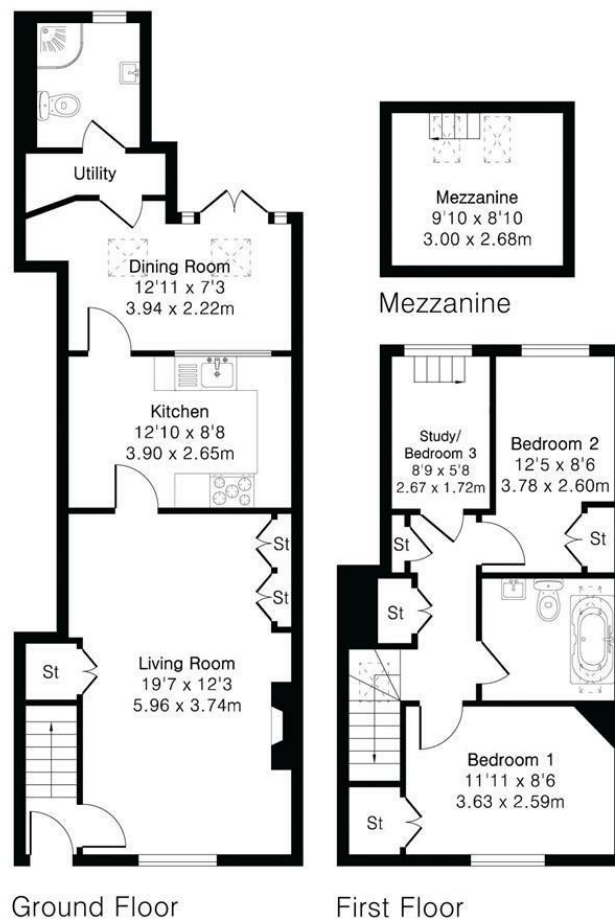 Utility
Dining Room
12'11 x 7'3
3.94 x 2.22m
Kitchen
12'10 x 8'8
3.90 x 2.65m
St
St
St
Living Room
19'7 x 12'3
5.96 x 3.74m
Ground Floor
Mezzanine
9'10 x 8'10
3.00 x 2.68m
Mezzanine
Study/
Bedroom 3
8'9 x 5'8
2.67 x 1.72m
Bedroom 2
12'5 x 8'6
3.78 x 2.60m
St
St
St
Bedroom 1
11'11 x 8'6
3.63 x 2.59m
St
First Floor